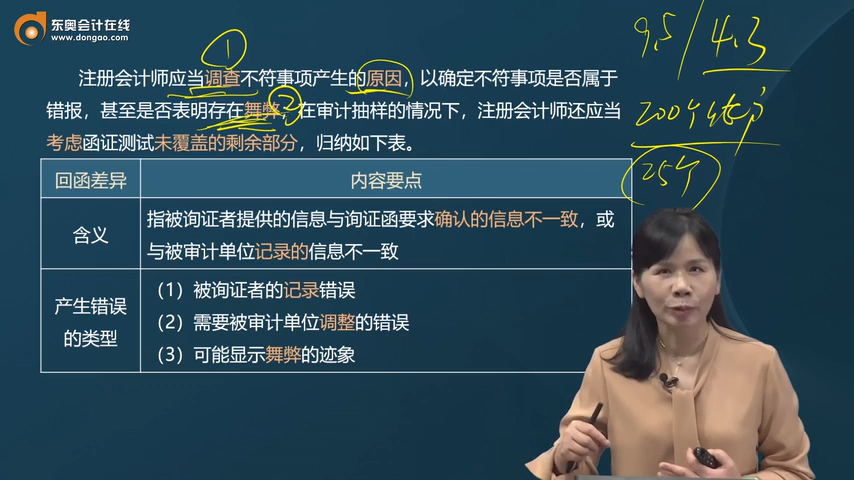 东奥会计在线
www.dongao.com
①
9.5/4.3
注册会计师应当调查不符事项产生的原因，以确定不符事项是否属于
错报，甚至是否表明存在舞弊。在审计抽样的情况下，注册会计师还应当
②
200个
考虑函证测试未覆盖的剩余部分，归纳如下表。
25个
回函差异 内容要点
含义
指被询证者提供的信息与询证函要求确认的信息不一致，或
与被审计单位记录的信息不一致
产生错误
的类型
（1）被询证者的记录错误
（2）需要被审计单位调整的错误
（3）可能显示舞弊的迹象